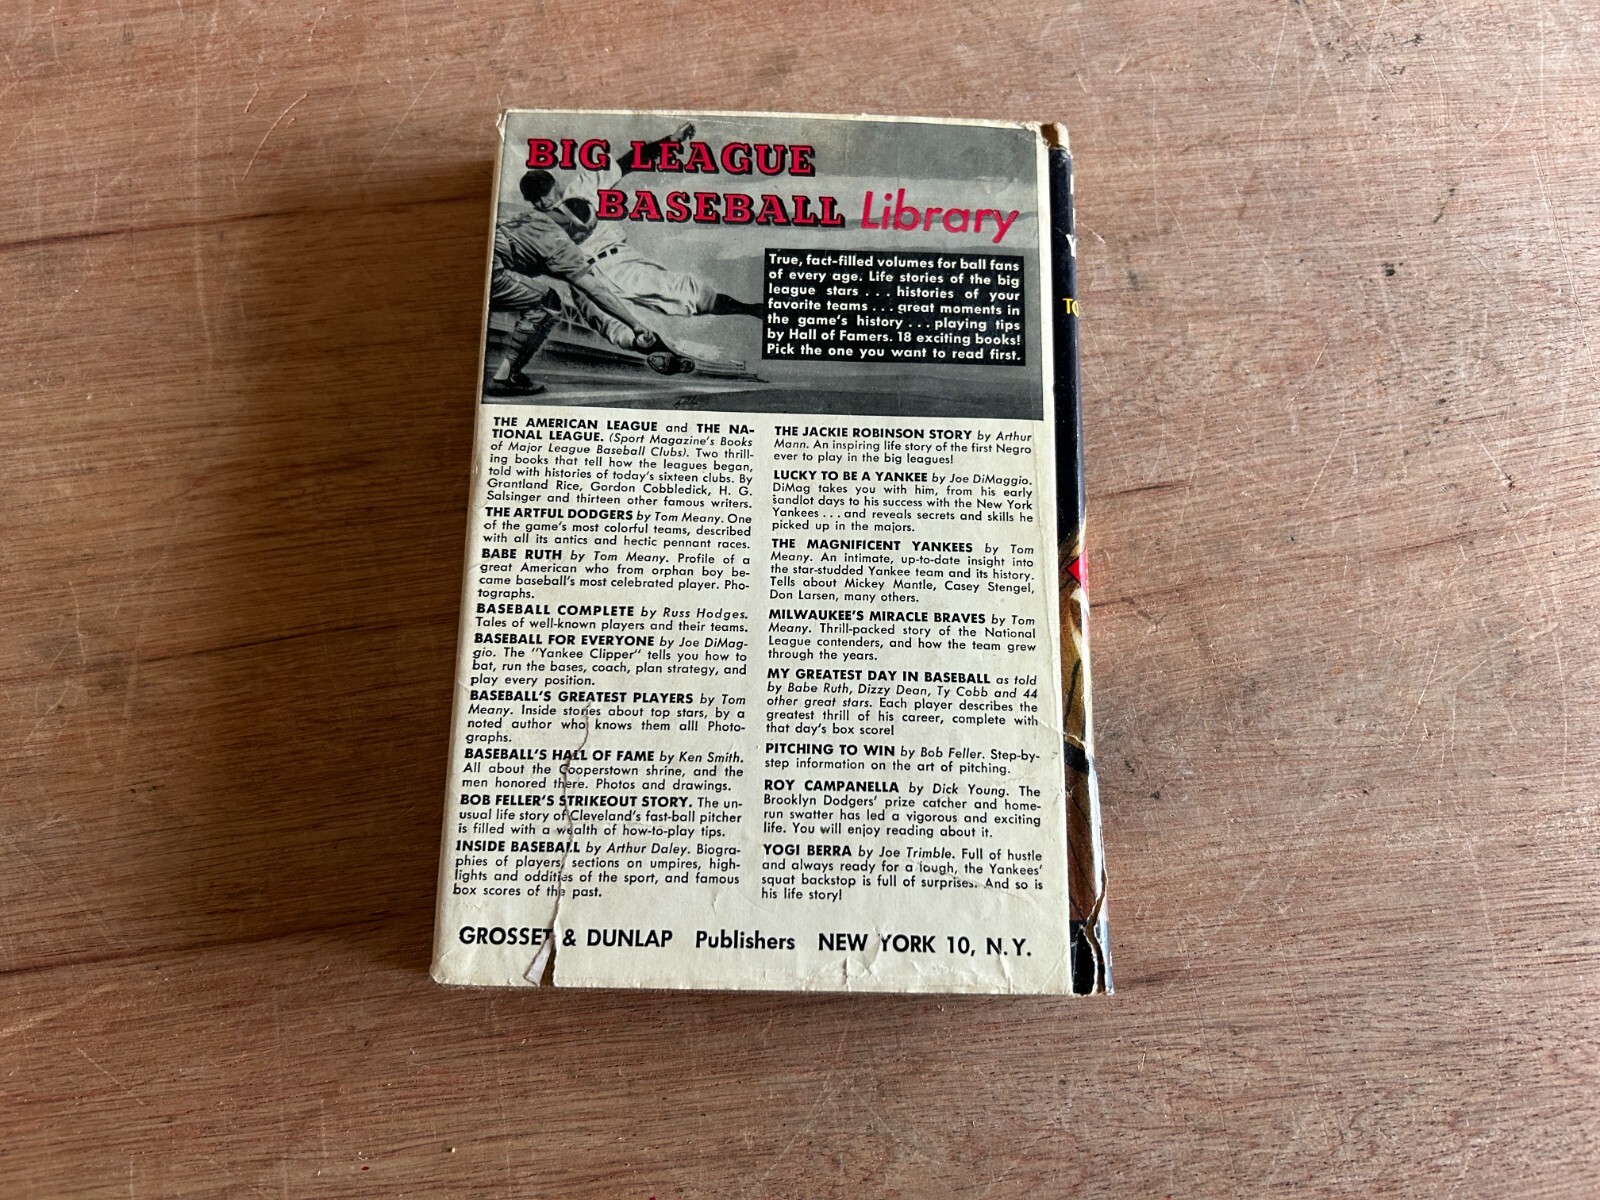 BIG LEAGUE
BASEBALL Library
True, fact-filled volumes for ball fans
of every age. Life stories of the big
league stars . . . histories of your
favorite teams . . . great moments in
the game's history . . . playing tips
by Hall of Famers. 18 exciting books!
Pick the one you want to read first.
THE AMERICAN LEAGUE and THE NA-
TIONAL LEAGUE. (Sport Magazine's Books
of Major League Baseball Clubs). Two thrill-
ing books that tell how the leagues began,
told with histories of today's sixteen clubs. By
Grantland Rice, Gordon Cobbledick, H. G.
Salsinger and thirteen other famous writers.
THE ARTFUL DODGERS by Tom Meany. One
of the game's most colorful teams, described
with all its antics and hectic pennant races.
BABE RUTH by Tom Meany. Profile of a
great American who from orphan boy be-
came baseball's most celebrated player. Pho-
tographs.
BASEBALL COMPLETE by Russ Hodges.
Tales of well-known players and their teams.
BASEBALL FOR EVERYONE by Joe DiMag-
gio. The "Yankee Clipper" tells you how to
bat, run the bases, coach, plan strategy, and
play every position.
BASEBALL'S GREATEST PLAYERS by Tom
Meany. Inside stories about top stars, by a
noted author who knows them all! Photo-
graphs.
BASEBALL'S HALL OF FAME by Ken Smith.
All about the Cooperstown shrine, and the
men honored there. Photos and drawings.
BOB FELLER'S STRIKEOUT STORY. The un-
usual life story of Cleveland's fast-ball pitcher
is filled with a wealth of how-to-play tips.
INSIDE BASEBALL by Arthur Daley. Biogra-
phies of players, sections on umpires, high-
lights and oddities of the sport, and famous
box scores of the past.
THE JACKIE ROBINSON STORY by Arthur
Mann. An inspiring life story of the first Negro
ever to play in the big leagues!
LUCKY TO BE A YANKEE by Joe DiMaggio.
DiMag takes you with him, from his early
sandlot days to his success with the New York
Yankees . . . and reveals secrets and skills he
picked up in the majors.
THE MAGNIFICENT YANKEES by Tom
Meany. An intimate, up-to-date insight into
the star-studded Yankee team and its history.
Tells about Mickey Mantle, Casey Stengel,
Don Larsen, many others.
MILWAUKEE'S MIRACLE BRAVES by Tom
Meany. Thrill-packed story of the National
League contenders, and how the team grew
through the years.
MY GREATEST DAY IN BASEBALL as told
by Babe Ruth, Dizzy Dean, Ty Cobb and 44
other great stars. Each player describes the
greatest thrill of his career, complete with
that day's box score!
PITCHING TO WIN by Bob Feller. Step-by-
step information on the art of pitching.
ROY CAMPANELLA by Dick Young. The
Brooklyn Dodgers' prize catcher and home-
run swatter has led a vigorous and exciting
life. You will enjoy reading about it.
YOGI BERRA by Joe Trimble. Full of hustle
and always ready for a laugh, the Yankees'
squat backstop is full of surprises. And so is
his life story!
GROSSET & DUNLAP Publishers NEW YORK 10, N.Y.